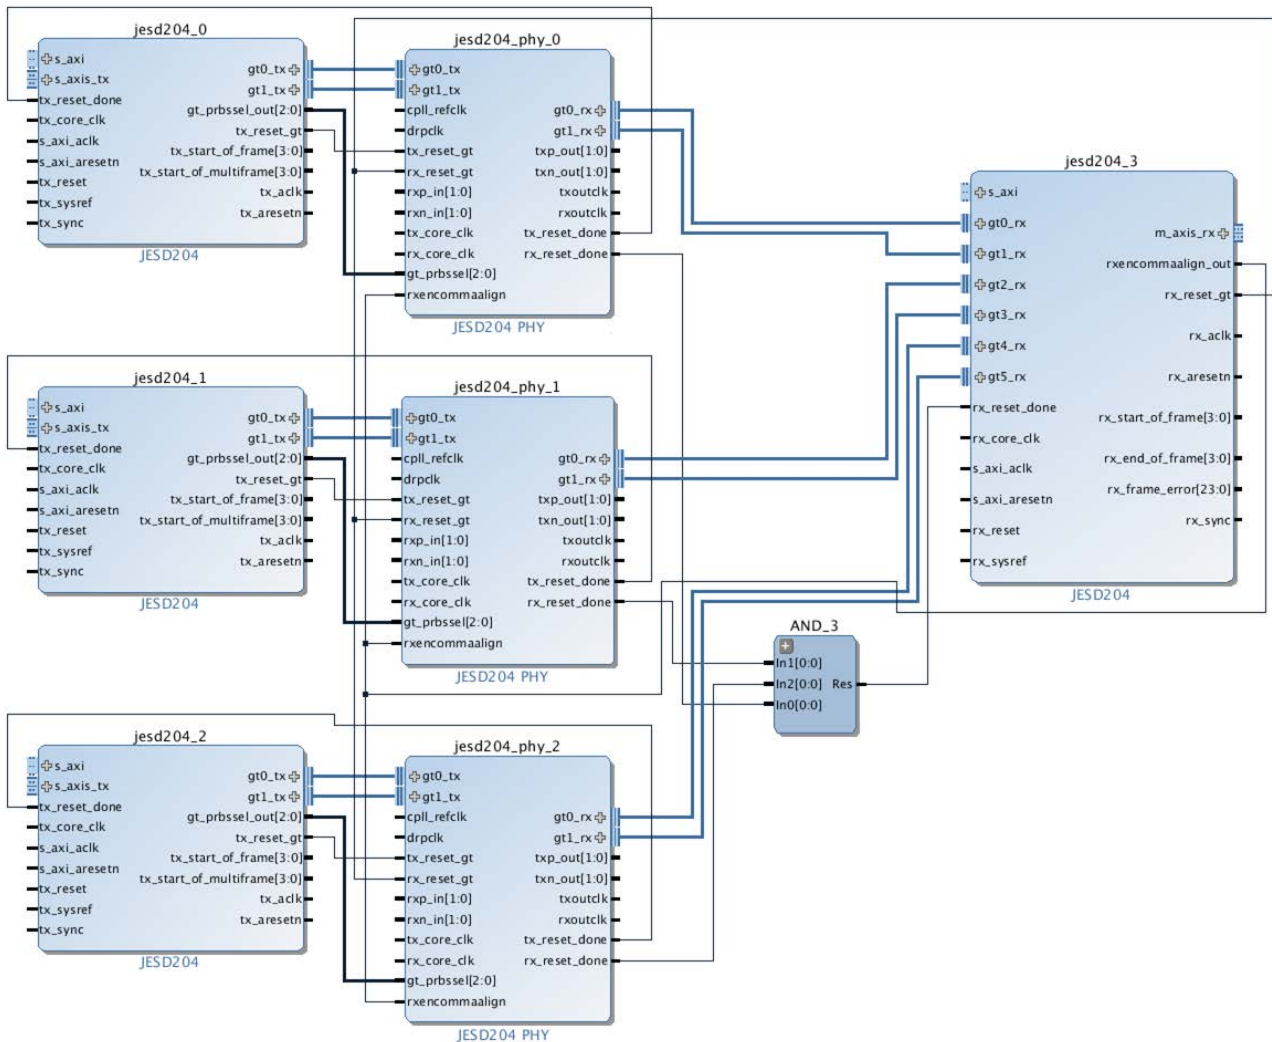 jesd204_0
s_axi
s_axis_tx
tx_reset_done
tx_core_clk
s_axi_aclk
s_axi_aresetn
tx_reset
tx_sysref
tx_sync
gt0_tx
gt1_tx
gt_prbssel_out[2:0]
tx_reset_gt
tx_start_of_frame[3:0]
tx_start_of_multiframe[3:0]
tx_aclk
tx_aresetn
JESD204
jesd204_phy_0
gt0_tx
gt1_tx
cpll_refclk
drpclk
tx_reset_gt
rx_reset_gt
rxp_in[1:0]
rxn_in[1:0]
tx_core_clk
rx_core_clk
gt_prbssel[2:0]
rxencommaalign
gt0_rx
gt1_rx
txp_out[1:0]
txn_out[1:0]
txoutclk
rxoutclk
tx_reset_done
rx_reset_done
JESD204 PHY
jesd204_3
s_axi
gt0_rx
gt1_rx
gt2_rx
gt3_rx
gt4_rx
gt5_rx
rx_reset_done
rx_core_clk
s_axi_aclk
s_axi_aresetn
rx_reset
rx_sysref
m_axis_rx
rxencommaalign_out
rx_reset_gt
rx_aclk
rx_aresetn
rx_start_of_frame[3:0]
rx_end_of_frame[3:0]
rx_frame_error[23:0]
rx_sync
JESD204
jesd204_1
s_axi
s_axis_tx
tx_reset_done
tx_core_clk
s_axi_aclk
s_axi_aresetn
tx_reset
tx_sysref
tx_sync
gt0_tx
gt1_tx
gt_prbssel_out[2:0]
tx_reset_gt
tx_start_of_frame[3:0]
tx_start_of_multiframe[3:0]
tx_aclk
tx_aresetn
JESD204
jesd204_phy_1
gt0_tx
gt1_tx
cpll_refclk
drpclk
tx_reset_gt
rx_reset_gt
rxp_in[1:0]
rxn_in[1:0]
tx_core_clk
rx_core_clk
gt_prbssel[2:0]
rxencommaalign
gt0_rx
gt1_rx
txp_out[1:0]
txn_out[1:0]
txoutclk
rxoutclk
tx_reset_done
rx_reset_done
JESD204 PHY
AND_3
In1[0:0]
In2[0:0]
In0[0:0]
Res
jesd204_2
s_axi
s_axis_tx
tx_reset_done
tx_core_clk
s_axi_aclk
s_axi_aresetn
tx_reset
tx_sysref
tx_sync
gt0_tx
gt1_tx
gt_prbssel_out[2:0]
tx_reset_gt
tx_start_of_frame[3:0]
tx_start_of_multiframe[3:0]
tx_aclk
tx_aresetn
JESD204
jesd204_phy_2
gt0_tx
gt1_tx
cpll_refclk
drpclk
tx_reset_gt
rx_reset_gt
rxp_in[1:0]
rxn_in[1:0]
tx_core_clk
rx_core_clk
gt_prbssel[2:0]
rxencommaalign
gt0_rx
gt1_rx
txp_out[1:0]
txn_out[1:0]
txoutclk
rxoutclk
tx_reset_done
rx_reset_done
JESD204 PHY